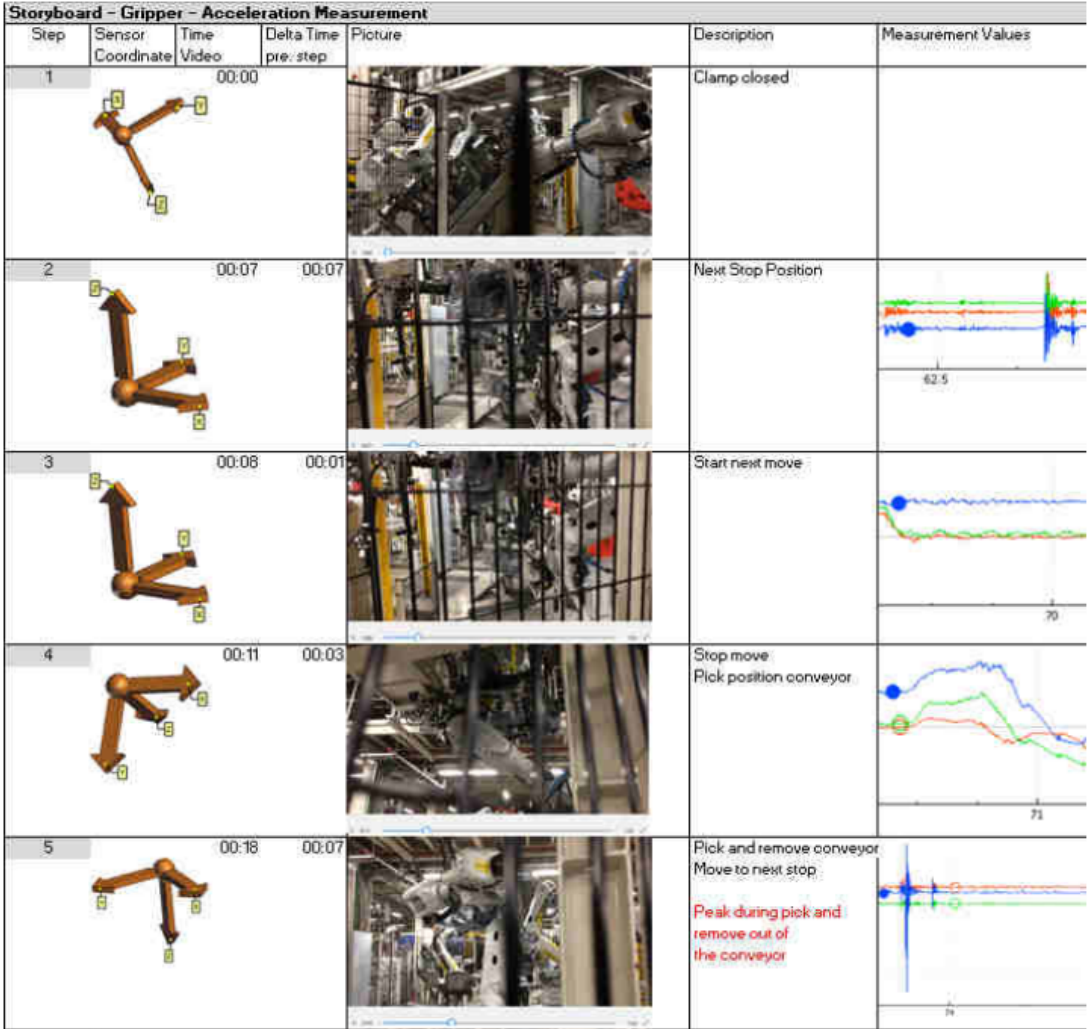 Storyboard - Gripper - Acceleration Measurement
Step Sensor Coordinate Time Video Delta Time pre. step Picture Description Measurement Values
1 00:00 Clamp closed
X
Y
Z
2 00:07 00:07 Next Stop Position
Z
Y
X
62.5
3 00:08 00:01 Start next move
Z
Y
X
70
4 00:11 00:03 Stop move
Pick position conveyor
X
Z
Y
71
5 00:18 00:07 Pick and remove conveyor
Move to next stop
Peak during pick and
remove out of
the conveyor
Y
X
Z
74